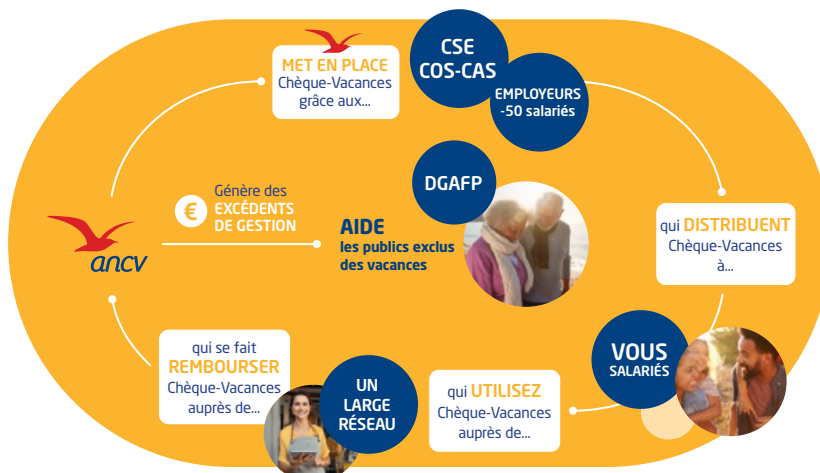 MET EN PLACE
Chèque-Vacances
grâce aux...
CSE
COS-CAS
EMPLOYEURS
-50 salariés
DGAFP
qui DISTRIBUENT
Chèque-Vacances
à...
VOUS
SALARIÉS
qui UTILISEZ
Chèque-Vacances
auprès de...
UN
LARGE
RÉSEAU
qui se fait
REMBOURSER
Chèque-Vacances
auprès de...
ancv
€
Génère des
EXCÉDENTS
DE GESTION
AIDE
les publics exclus
des vacances